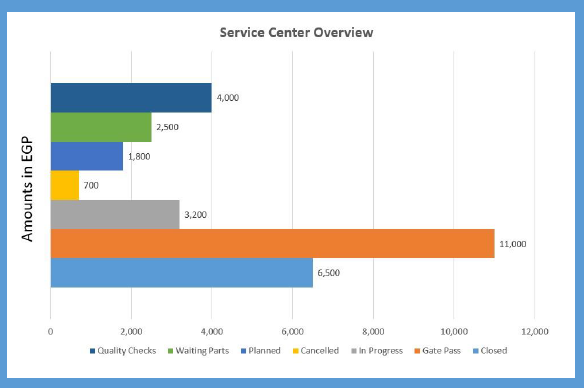 Service Center Overview
Amounts in EGP
4,000
2,500
1,800
700
3,200
11,000
6,500
0 2,000 4,000 6,000 8,000 10,000 12,000
Quality Checks Waiting Parts Planned Cancelled In Progress Gate Pass Closed